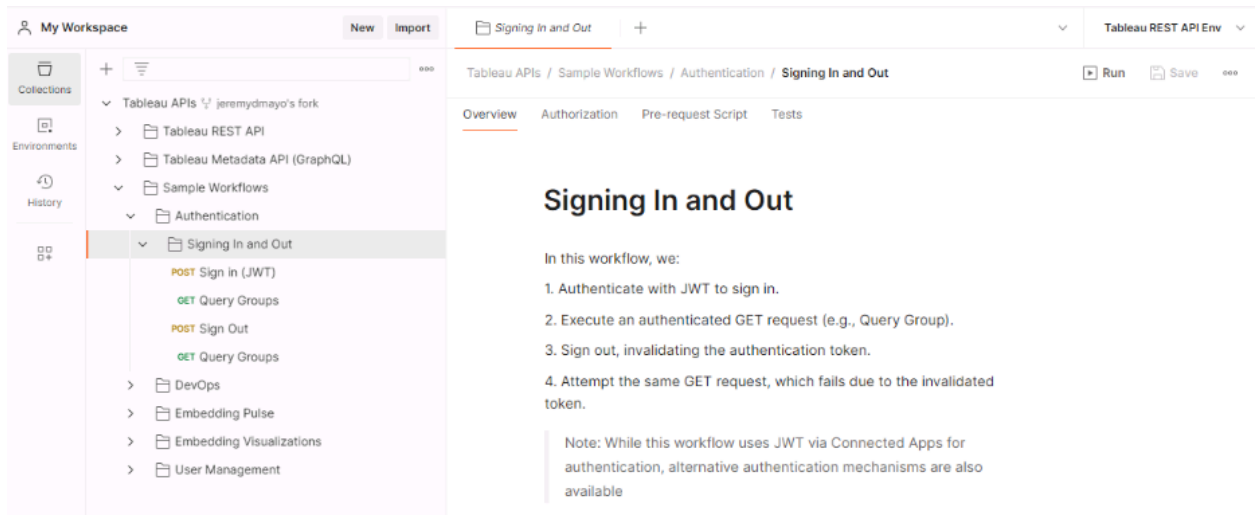 My Workspace
New
Import
Signing In and Out
Tableau REST API Env
Collections
Environments
History
Tableau APIs jeremydmayo's fork
Tableau REST API
Tableau Metadata API (GraphQL)
Sample Workflows
Authentication
Signing In and Out
POST Sign in (JWT)
GET Query Groups
POST Sign Out
GET Query Groups
DevOps
Embedding Pulse
Embedding Visualizations
User Management
Tableau APIs / Sample Workflows / Authentication / Signing In and Out
Run
Save
Overview
Authorization
Pre-request Script
Tests
Signing In and Out
In this workflow, we:
1. Authenticate with JWT to sign in.
2. Execute an authenticated GET request (e.g., Query Group).
3. Sign out, invalidating the authentication token.
4. Attempt the same GET request, which fails due to the invalidated
token.
Note: While this workflow uses JWT via Connected Apps for
authentication, alternative authentication mechanisms are also
available